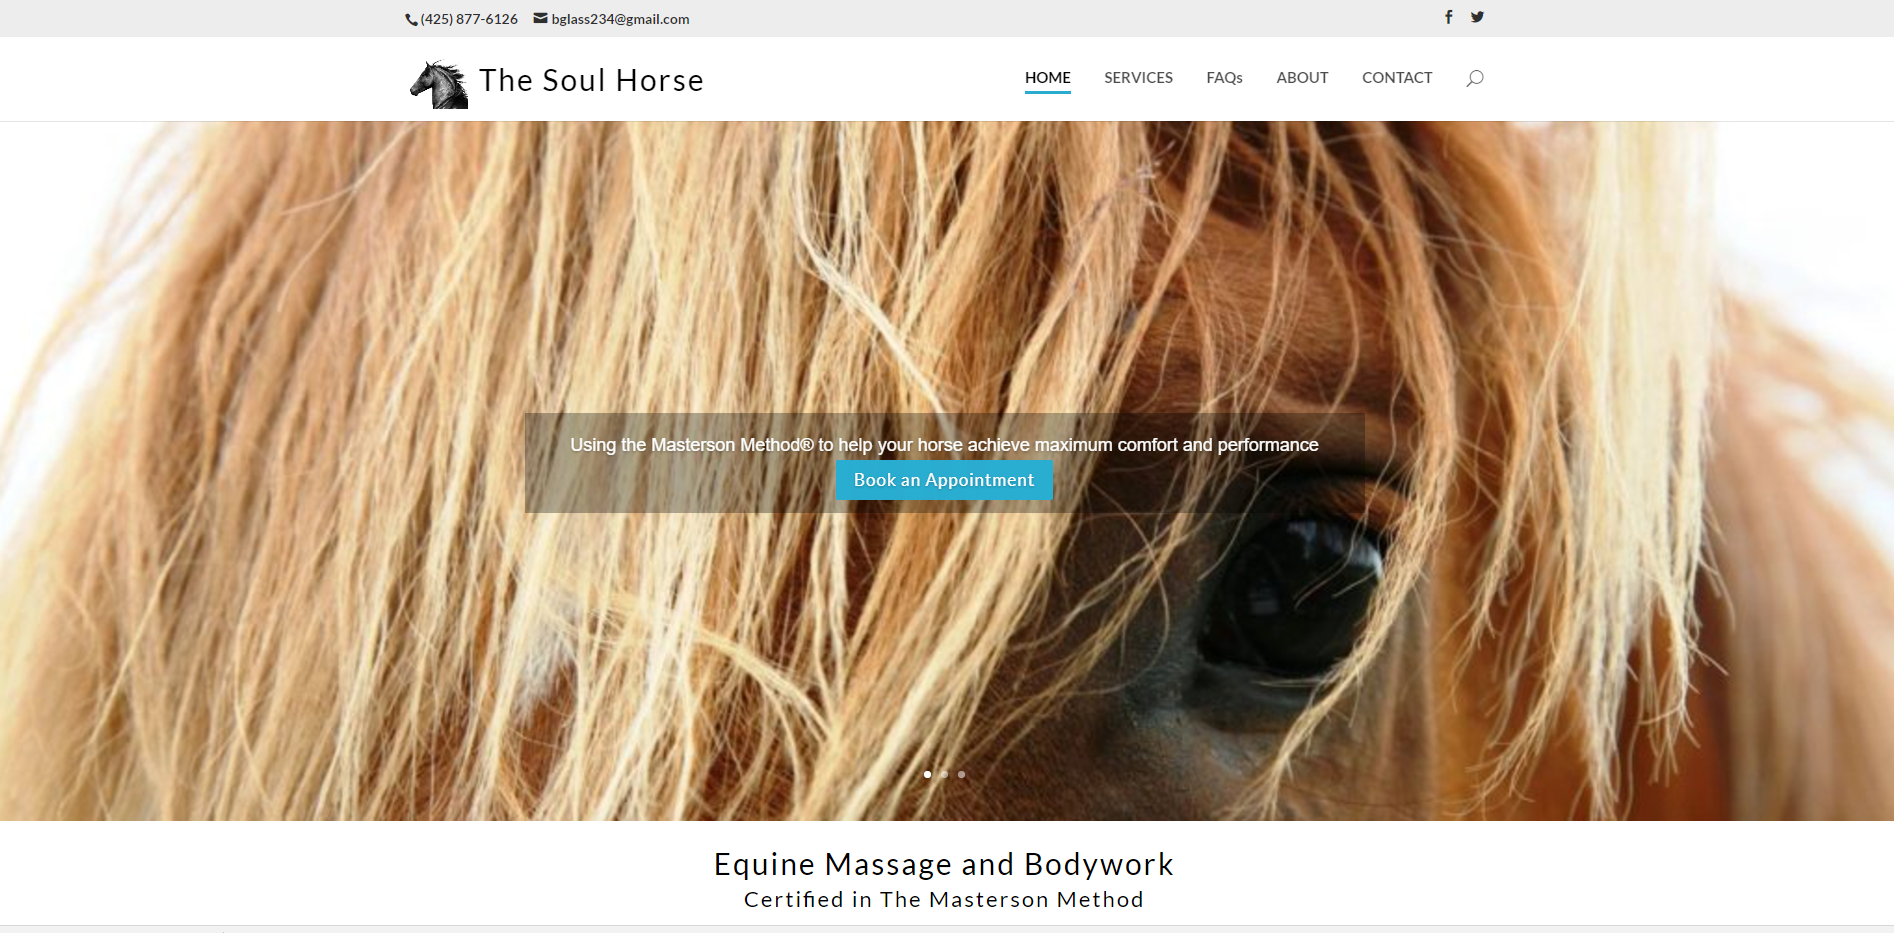 (425) 877-6126 bglass234@gmail.com
The Soul Horse HOME SERVICES FAQs ABOUT CONTACT
Using the Masterson Method® to help your horse achieve maximum comfort and performance
Book an Appointment
Equine Massage and Bodywork
Certified in The Masterson Method